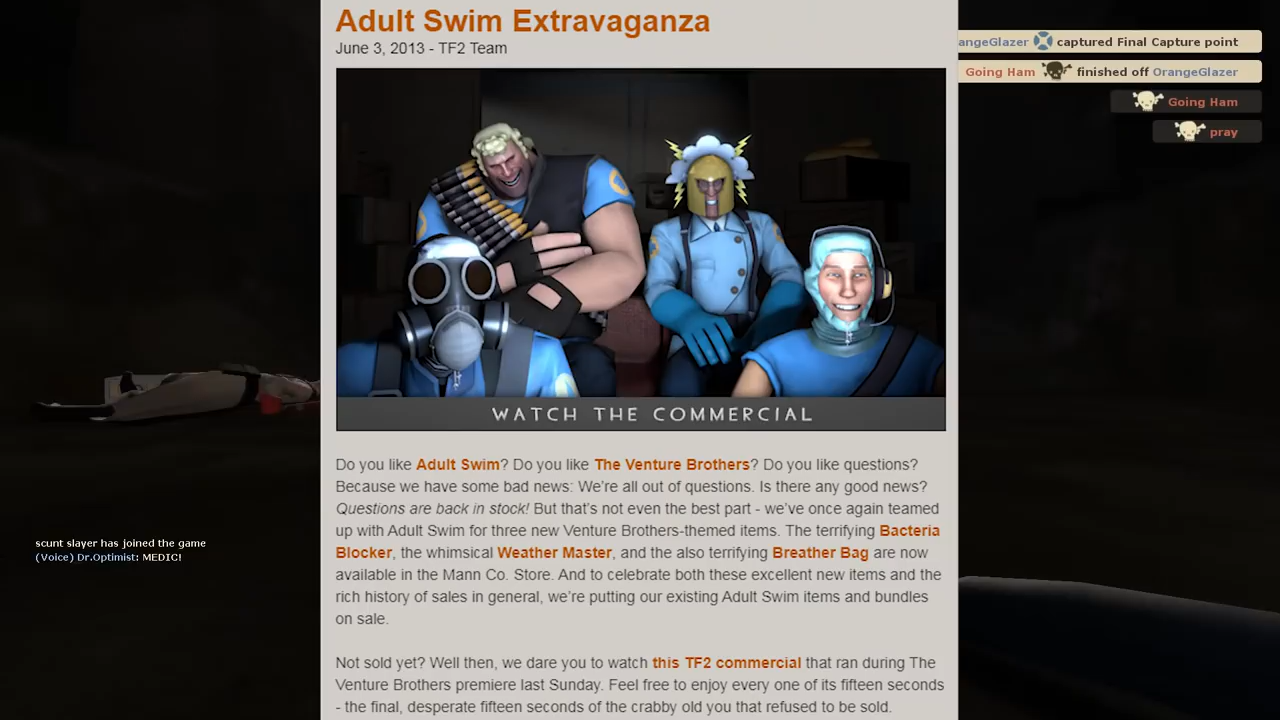 Adult Swim Extravaganza
June 3, 2013 - TF2 Team
angeGlazer captured Final Capture point
Going Ham finished off OrangeGlazer
Going Ham
pray
WATCH THE COMMERCIAL
Do you like Adult Swim? Do you like The Venture Brothers? Do you like questions?
Because we have some bad news: We’re all out of questions. Is there any good news?
Questions are back in stock! But that’s not even the best part - we’ve once again teamed
up with Adult Swim for three new Venture Brothers-themed items. The terrifying Bacteria
Blocker, the whimsical Weather Master, and the also terrifying Breather Bag are now
available in the Mann Co. Store. And to celebrate both these excellent new items and the
rich history of sales in general, we’re putting our existing Adult Swim items and bundles
on sale.
scunt slayer has joined the game
(Voice) Dr.Optimist: MEDIC!
Not sold yet? Well then, we dare you to watch this TF2 commercial that ran during The
Venture Brothers premiere last Sunday. Feel free to enjoy every one of its fifteen seconds
- the final, desperate fifteen seconds of the crabby old you that refused to be sold.